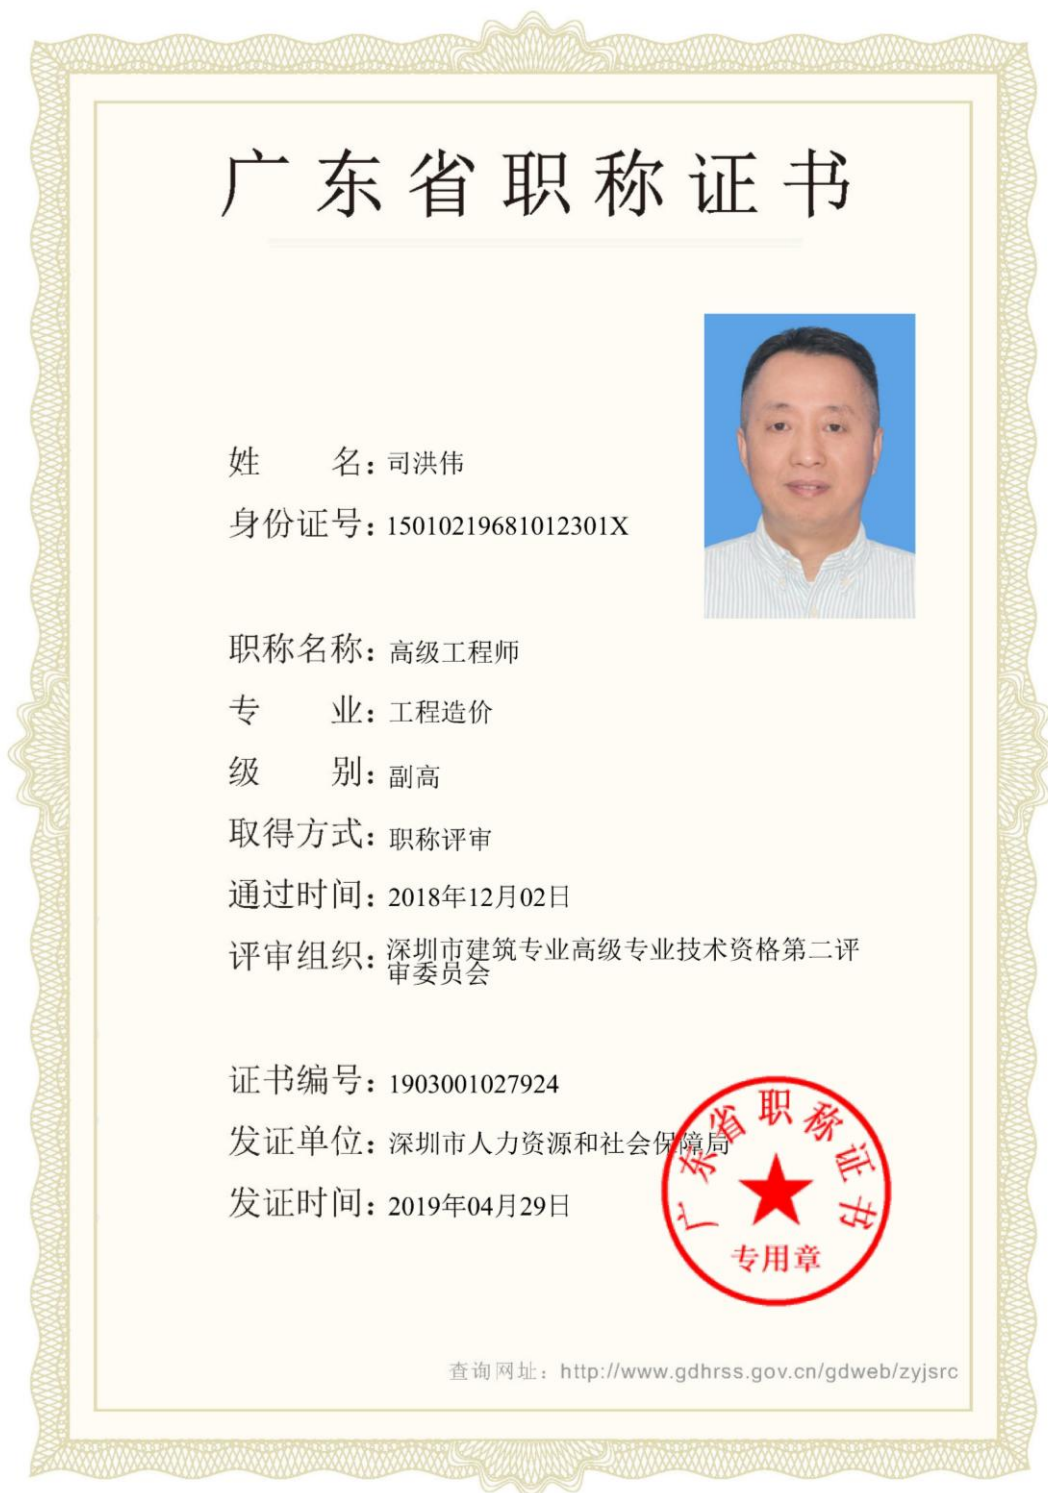 广东省职称证书
姓 名：司洪伟
身份证号：15010219681012301X
职称名称：高级工程师
专 业：工程造价
级 别：副高
取得方式：职称评审
通过时间：2018年12月02日
评审组织：深圳市建筑专业高级专业技术资格第二评
审委员会
证书编号：1903001027924
发证单位：深圳市人力资源和社会保障局
发证时间：2019年04月29日
广东省职称证书
专用章
查询网址：http://www.gdhrss.gov.cn/gdweb/zyjsrc